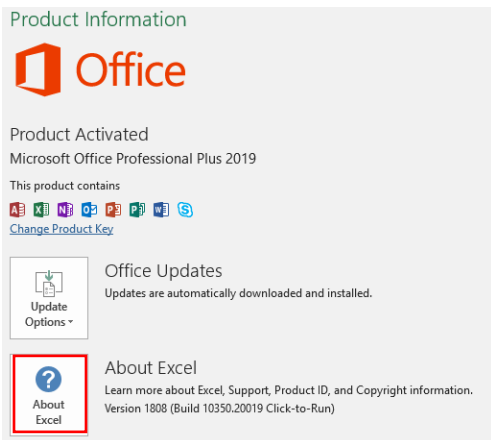 Product Information
Office
Product Activated
Microsoft Office Professional Plus 2019
This product contains
Change Product Key
Update
Options
Office Updates
Updates are automatically downloaded and installed.
About
Excel
About Excel
Learn more about Excel, Support, Product ID, and Copyright information.
Version 1808 (Build 10350.20019 Click-to-Run)